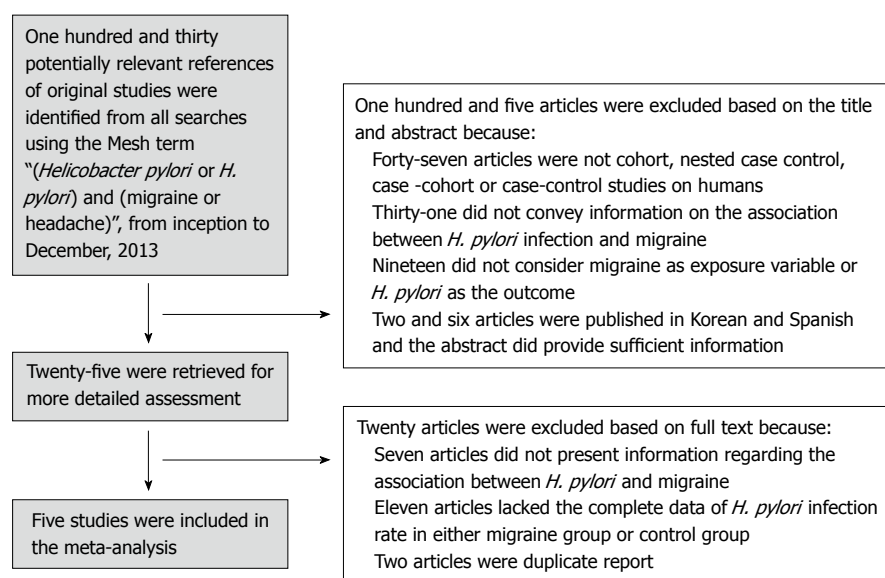 One hundred and thirty
potentially relevant references
of original studies were
identified from all searches
using the Mesh term
"(Helicobacter pylori or H.
pylori) and (migraine or
headache)", from inception to
December, 2013
One hundred and five articles were excluded based on the title
and abstract because:
Forty-seven articles were not cohort, nested case control,
case -cohort or case-control studies on humans
Thirty-one did not convey information on the association
between H. pylori infection and migraine
Nineteen did not consider migraine as exposure variable or
H. pylori as the outcome
Two and six articles were published in Korean and Spanish
and the abstract did provide sufficient information
Twenty-five were retrieved for
more detailed assessment
Twenty articles were excluded based on full text because:
Seven articles did not present information regarding the
association between H. pylori and migraine
Eleven articles lacked the complete data of H. pylori infection
rate in either migraine group or control group
Two articles were duplicate report
Five studies were included in
the meta-analysis